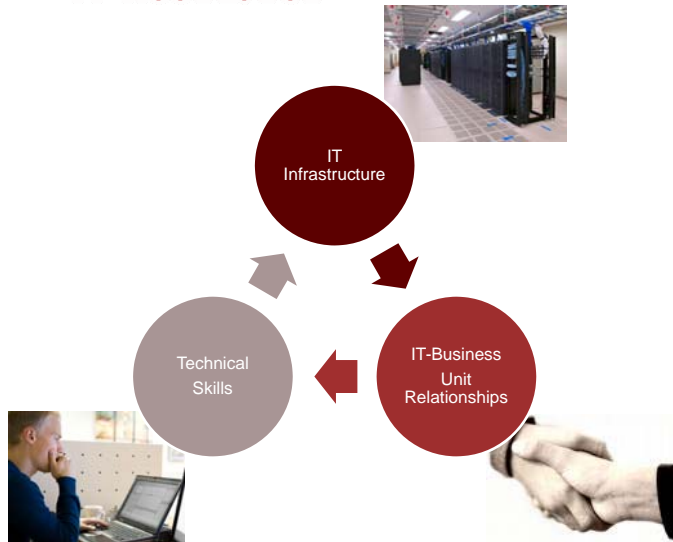 IT
Infrastructure
IT-Business
Unit
Relationships
Technical
Skills